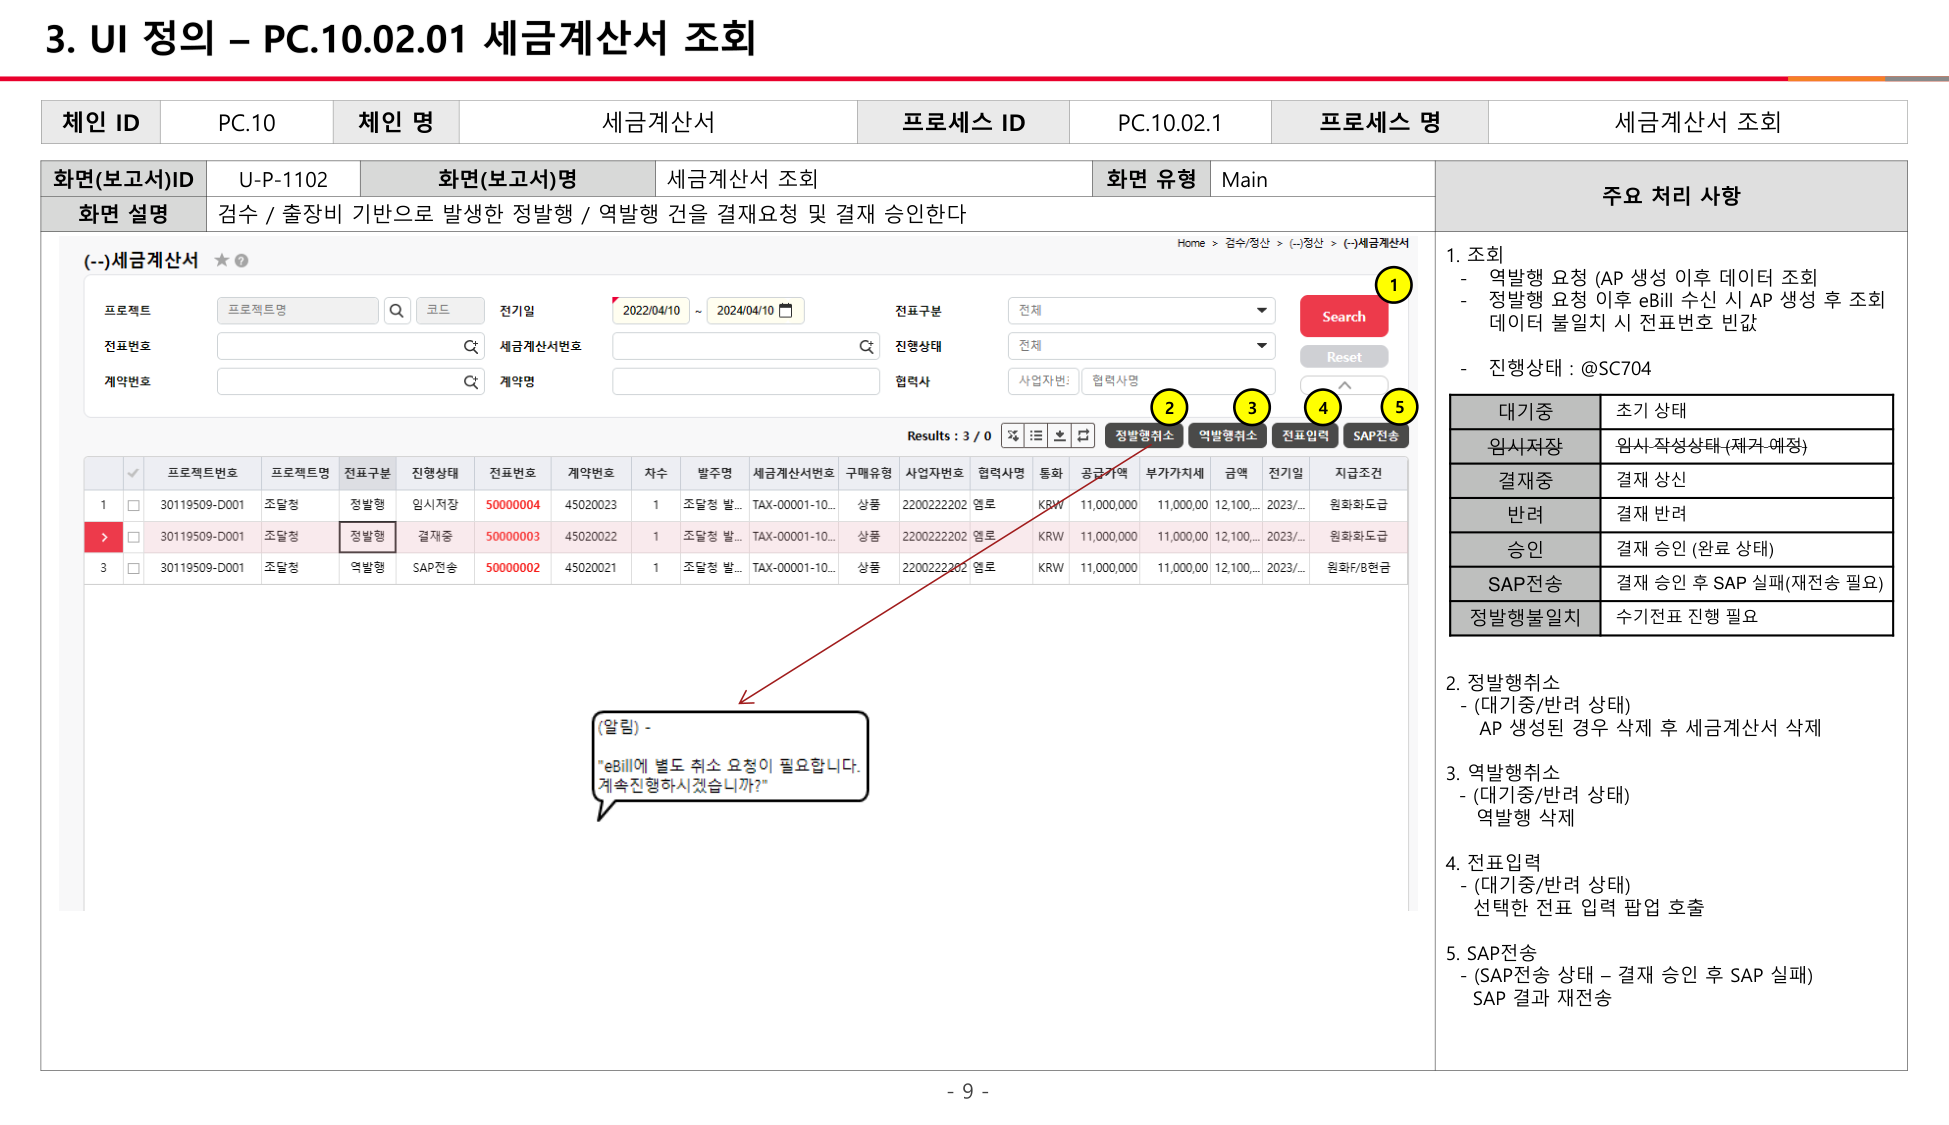 3. UI 정의 – PC.10.02.01 세금계산서 조회
체인 ID PC.10 체인 명 세금계산서 프로세스 ID PC.10.02.1 프로세스 명 세금계산서 조회
화면(보고서)ID U-P-1102 화면(보고서)명 세금계산서 조회 화면 유형 Main
화면 설명 검수 / 출장비 기반으로 발생한 정발행 / 역발행 건을 결재요청 및 결재 승인한다
Home > 검수/정산 > (--)정산 > (--)세금계산서
(--)세금계산서
프로젝트 프로젝트명 코드 전기일 2022/04/10 ~ 2024/04/10 전표구분 전체 Search 1
전표번호 세금계산서번호 진행상태 전체 Reset
계약번호 계약명 협력사 사업자번호 협력사명
2 3 4 5
Results : 3 / 0 정발행취소 역발행취소 전표입력 SAP전송
프로젝트번호 프로젝트명 전표구분 진행상태 전표번호 계약번호 차수 발주명 세금계산서번호 구매유형 사업자번호 협력사명 통화 공급가액 부가가치세 금액 전기일 지급조건
1 30119509-D001 조달청 정발행 임시저장 50000004 45020023 1 조달청 발... TAX-00001-10... 상품 2200222202 엠로 KRW 11,000,000 11,000,00 12,100,... 2023/... 원화화도급
30119509-D001 조달청 정발행 결재중 50000003 45020022 1 조달청 발... TAX-00001-10... 상품 2200222202 엠로 KRW 11,000,000 11,000,00 12,100,... 2023/... 원화화도급
3 30119509-D001 조달청 역발행 SAP전송 50000002 45020021 1 조달청 발... TAX-00001-10... 상품 2200222202 엠로 KRW 11,000,000 11,000,00 12,100,... 2023/... 원화F/B현금
(알림) -
"eBill에 별도 취소 요청이 필요합니다.
계속진행하시겠습니까?"
주요 처리 사항
1. 조회
- 역발행 요청 (AP 생성 이후 데이터 조회
- 정발행 요청 이후 eBill 수신 시 AP 생성 후 조회
데이터 불일치 시 전표번호 빈값
- 진행상태 : @SC704
대기중 초기 상태
임시저장 임시 작성상태 (제거 예정)
결재중 결재 상신
반려 결재 반려
승인 결재 승인 (완료 상태)
SAP전송 결재 승인 후 SAP 실패(재전송 필요)
정발행불일치 수기전표 진행 필요
2. 정발행취소
- (대기중/반려 상태)
AP 생성된 경우 삭제 후 세금계산서 삭제
3. 역발행취소
- (대기중/반려 상태)
역발행 삭제
4. 전표입력
- (대기중/반려 상태)
선택한 전표 입력 팝업 호출
5. SAP전송
- (SAP전송 상태 – 결재 승인 후 SAP 실패)
SAP 결과 재전송
- 9 -